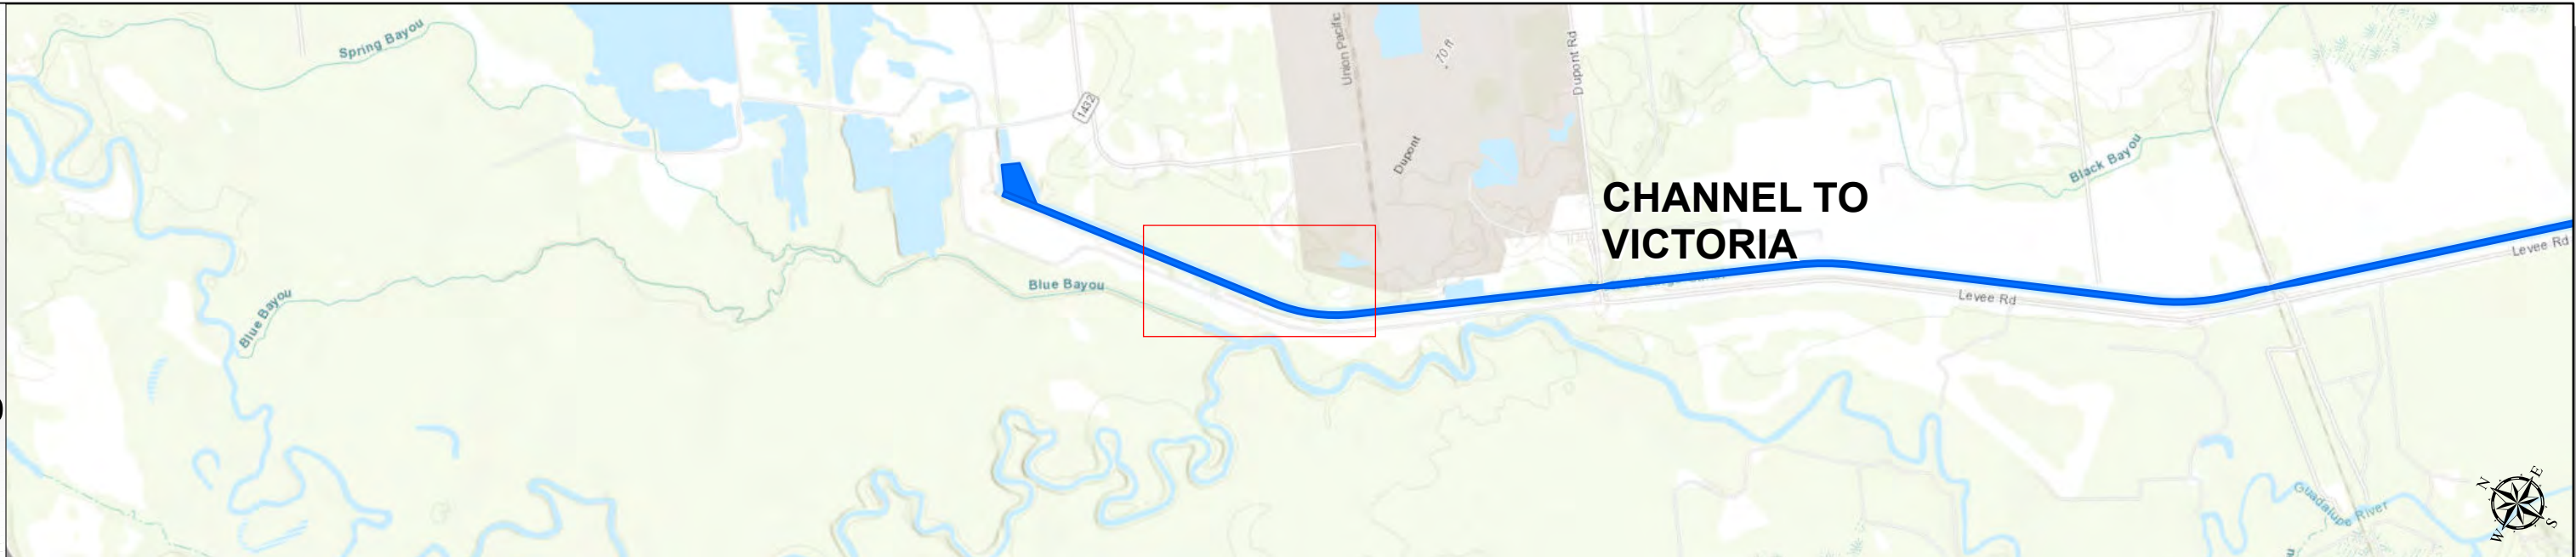 Spring Bayou
Union Pacific
70 ft
Dupont Rd
1432
Dupont
Black Bayou
CHANNEL TO
VICTORIA
Blue Bayou
Blue Bayou
Levee Rd
Levee Rd
Guadalupe River
N
E
W
S